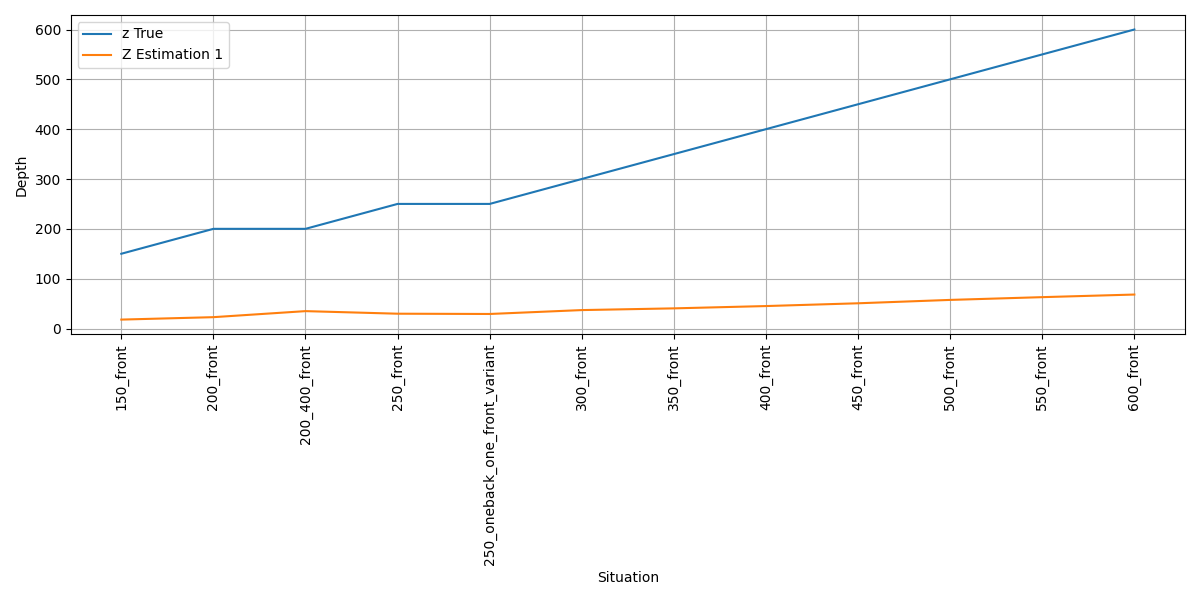 z True
Z Estimation 1
600
500
400
300
200
100
0
Depth
150_front
200_front
200_400_front
250_front
250_oneback_one_front_variant
300_front
350_front
400_front
450_front
500_front
550_front
600_front
Situation